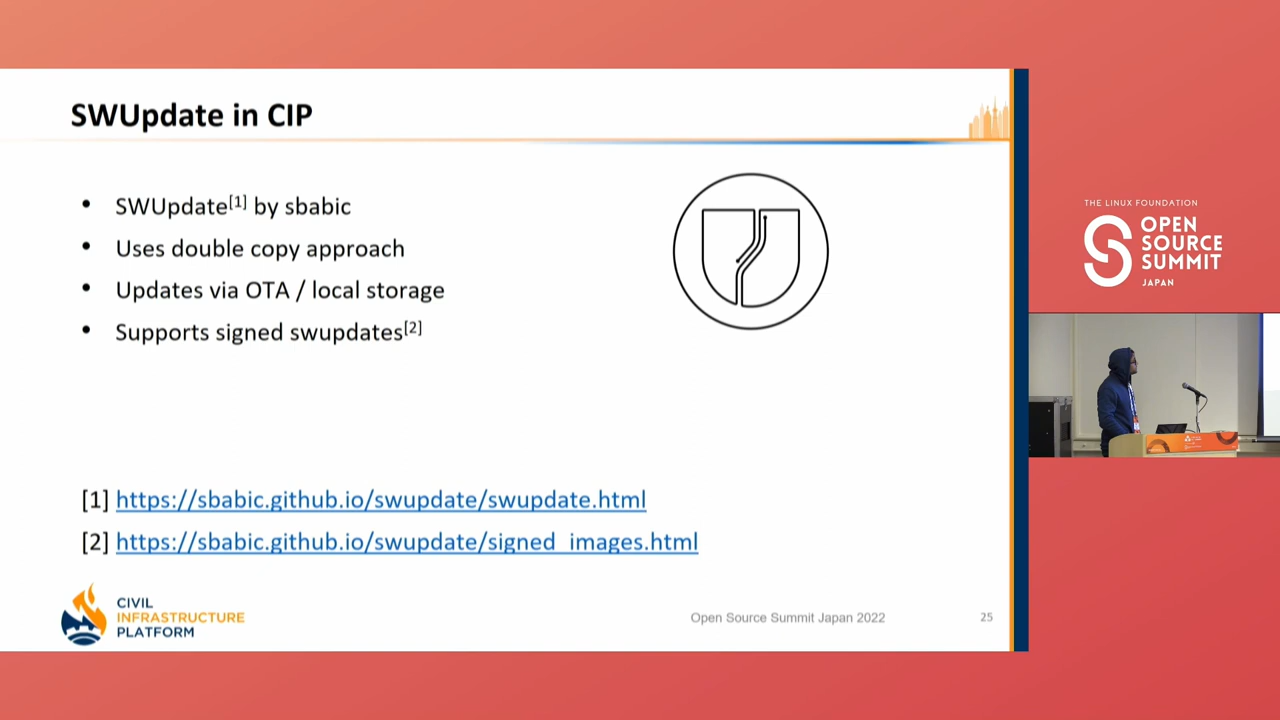 SWUpdate in CIP
• SWUpdate[1] by sbabic
• Uses double copy approach
• Updates via OTA / local storage
• Supports signed swupdates[2]
[1] https://sbabic.github.io/swupdate/swupdate.html
[2] https://sbabic.github.io/swupdate/signed_images.html
CIVIL
INFRASTRUCTURE
PLATFORM
Open Source Summit Japan 2022
25
THE LINUX FOUNDATION
OPEN
SOURCE
SUMMIT
JAPAN